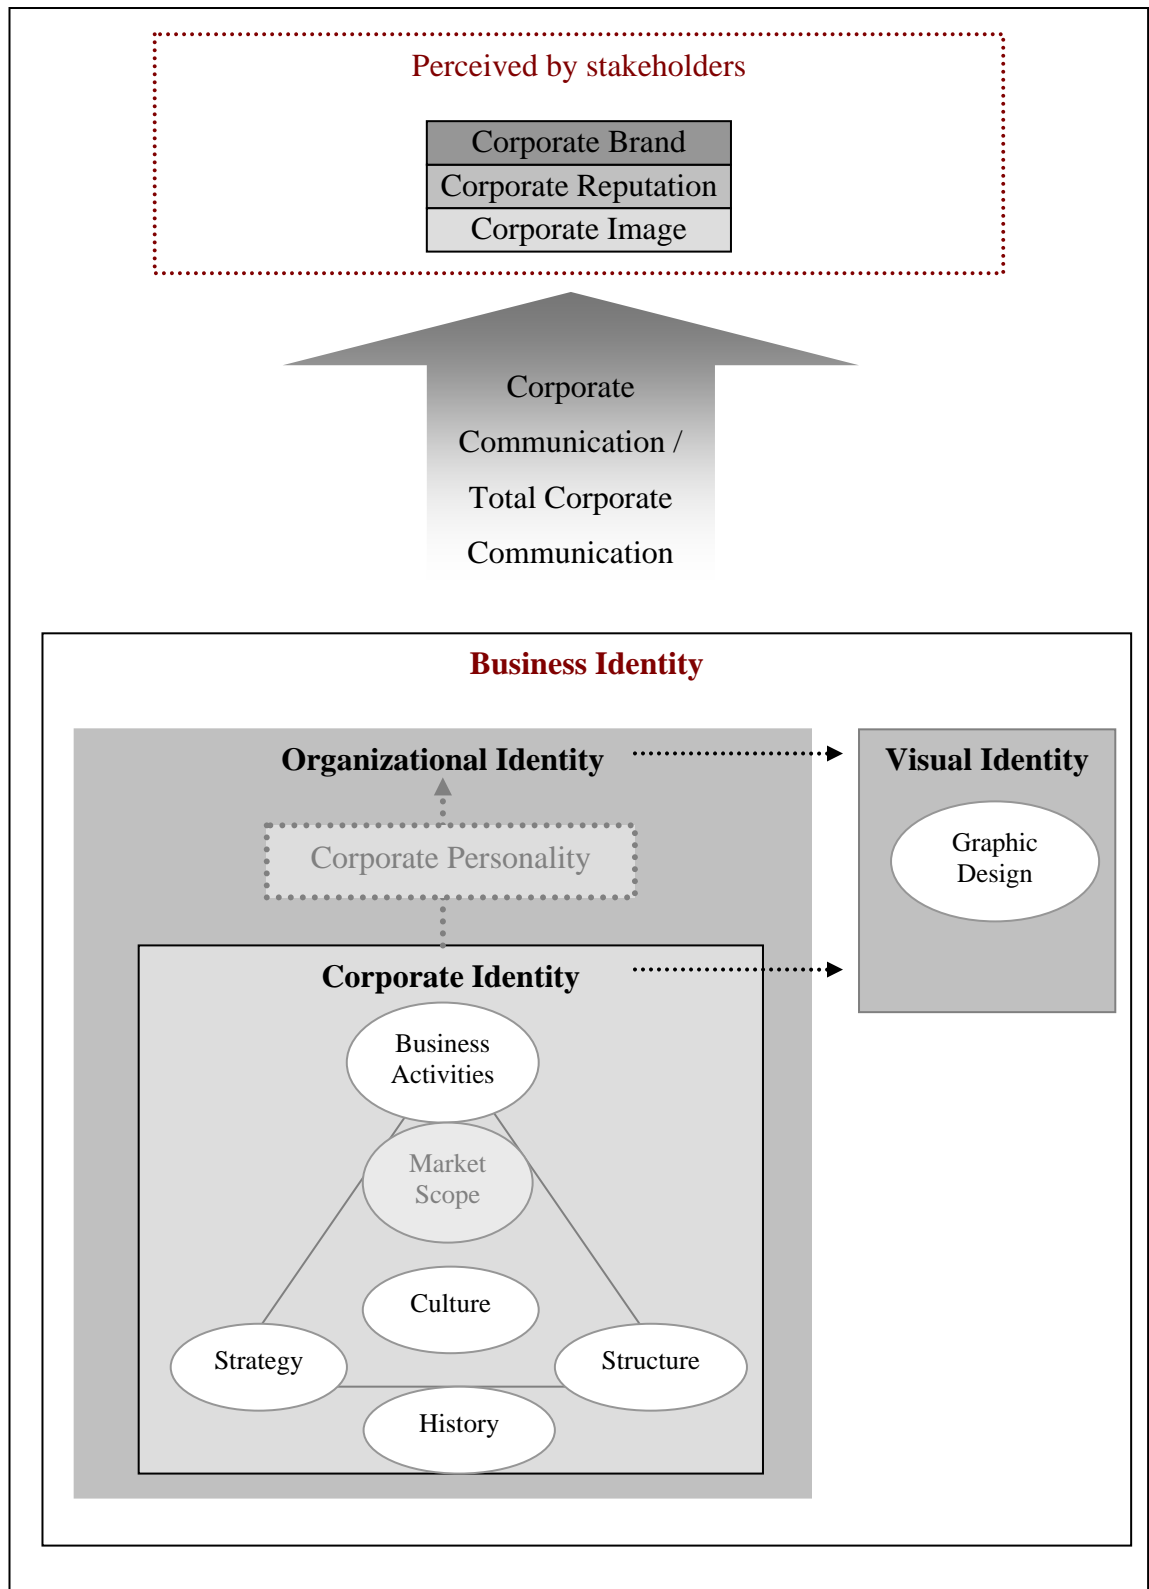 Perceived by stakeholders
Corporate Brand
Corporate Reputation
Corporate Image
Corporate
Communication /
Total Corporate
Communication
Business Identity
Organizational Identity
Visual Identity
Graphic
Design
Corporate Personality
Corporate Identity
Business
Activities
Market
Scope
Culture
Strategy
Structure
History